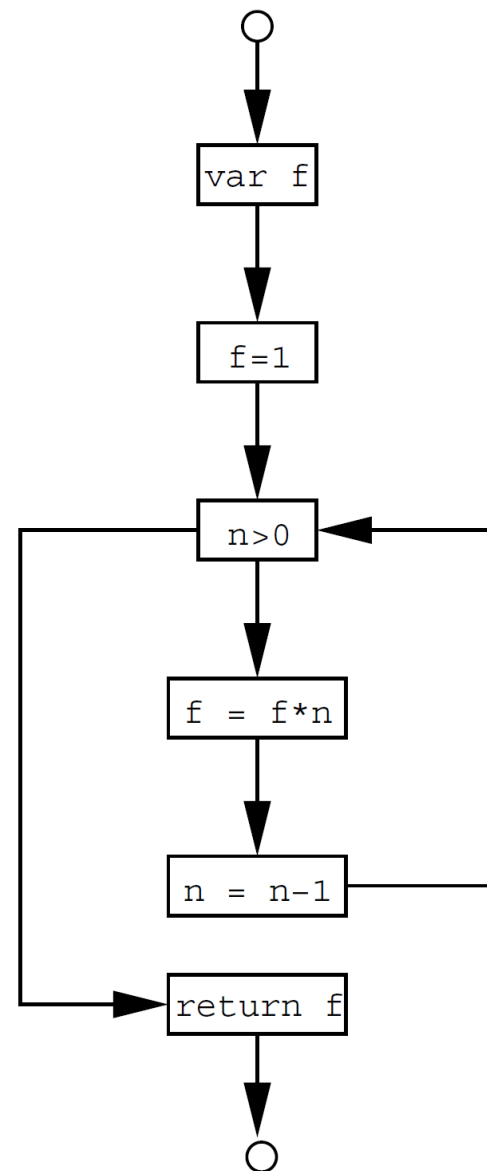 var f
f=1
n>0
f = f*n
n = n-1
return f